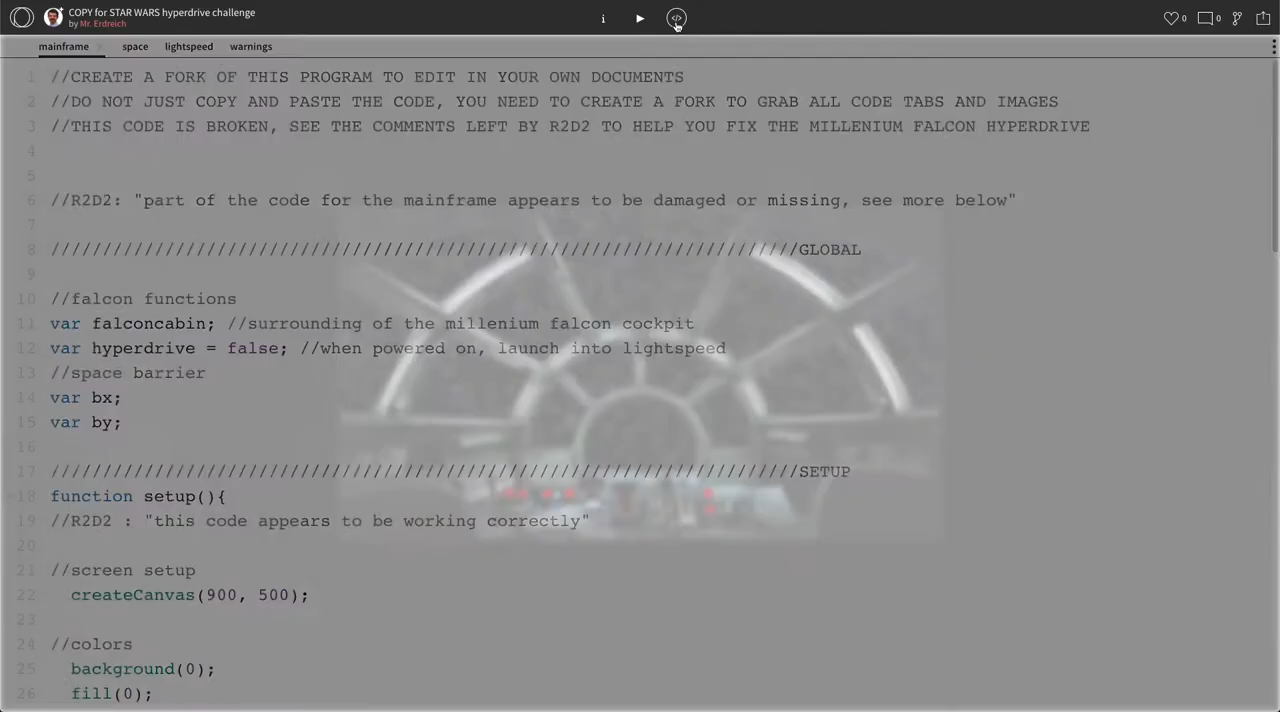 COPY for STAR WARS hyperdrive challenge
by Mr. Erdreich
i
</>
0
0
mainframe space lightspeed warnings
1 //CREATE A FORK OF THIS PROGRAM TO EDIT IN YOUR OWN DOCUMENTS
2 //DO NOT JUST COPY AND PASTE THE CODE, YOU NEED TO CREATE A FORK TO GRAB ALL CODE TABS AND IMAGES
3 //THIS CODE IS BROKEN, SEE THE COMMENTS LEFT BY R2D2 TO HELP YOU FIX THE MILLENIUM FALCON HYPERDRIVE
4
5
6 //R2D2: "part of the code for the mainframe appears to be damaged or missing, see more below"
7
8 ////////////////////////////////////////////////////////////////////////GLOBAL
9
10 //falcon functions
11 var falconcabin; //surrounding of the millenium falcon cockpit
12 var hyperdrive = false; //when powered on, launch into lightspeed
13 //space barrier
14 var bx;
15 var by;
16
17 ////////////////////////////////////////////////////////////////////////SETUP
18 function setup(){
19 //R2D2 : "this code appears to be working correctly"
20
21 //screen setup
22 createCanvas(900, 500);
23
24 //colors
25 background(0);
26 fill(0);